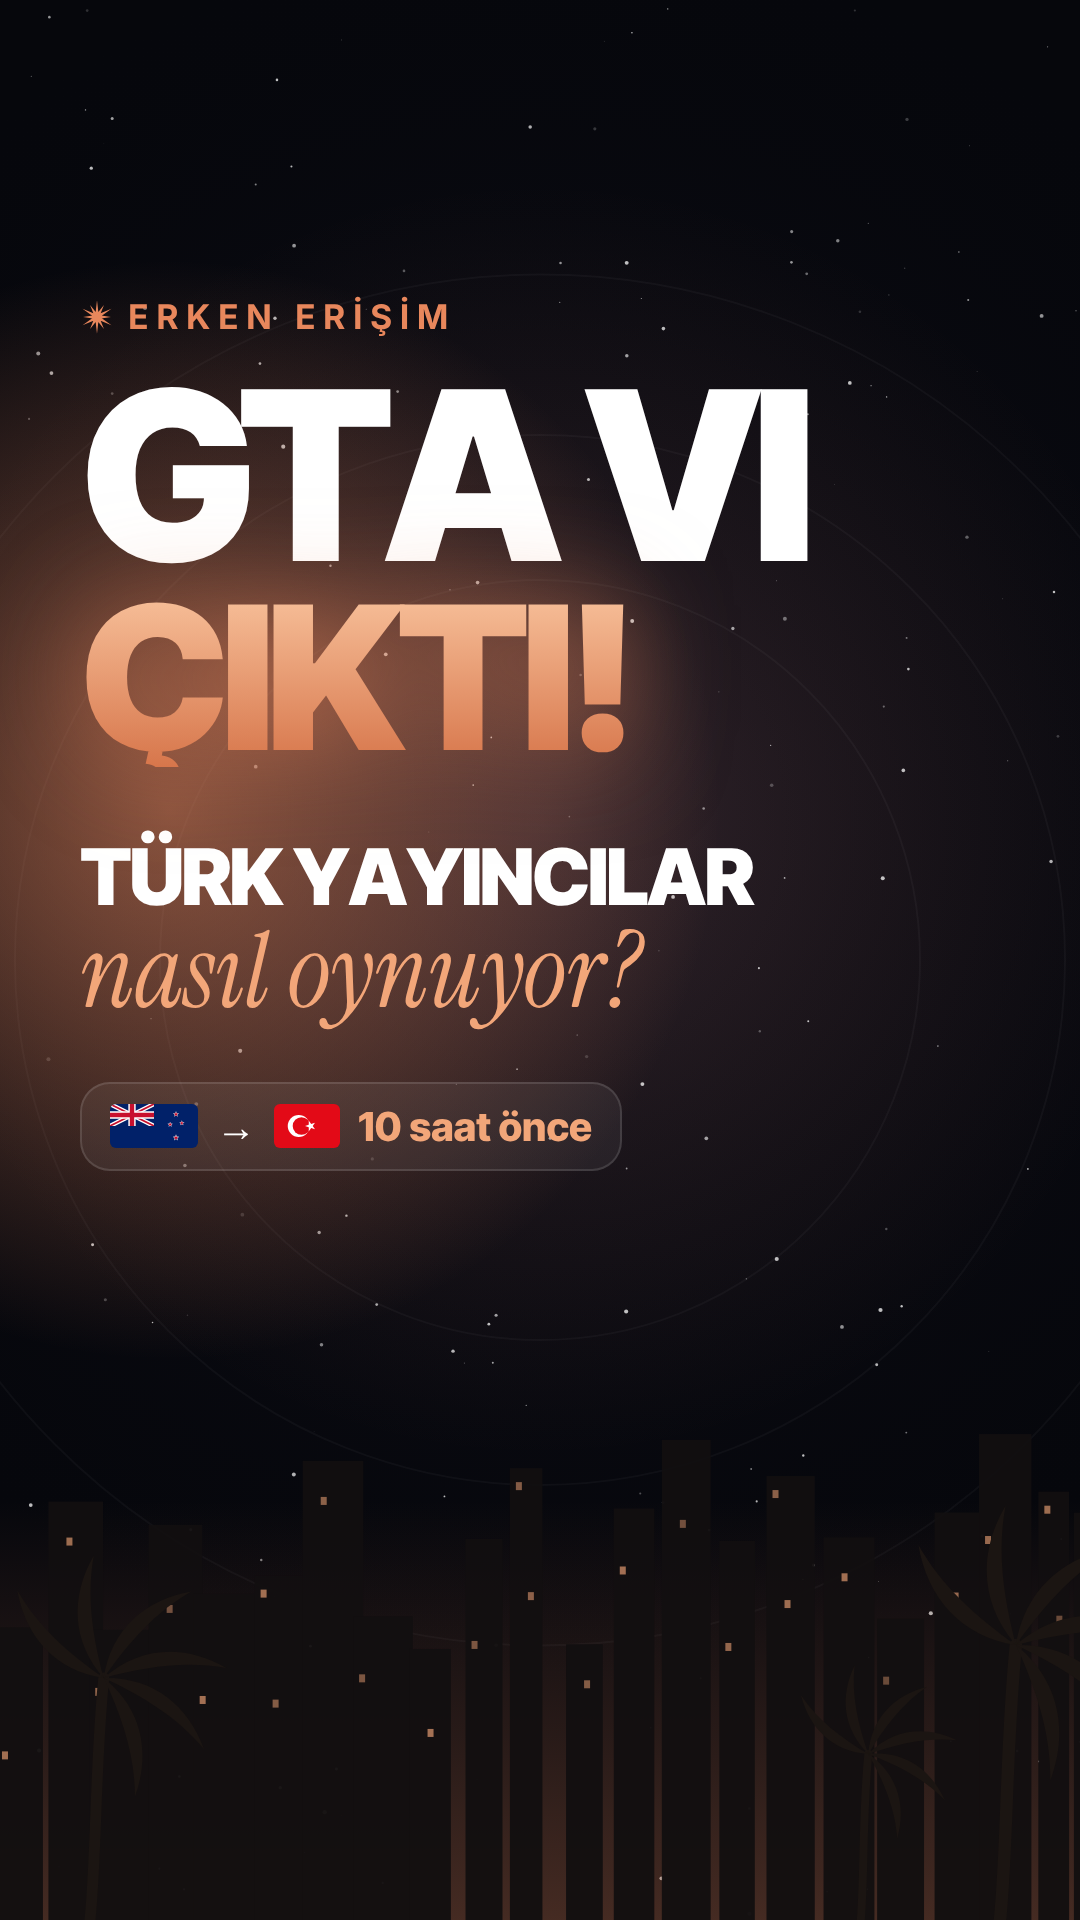 ERKEN ERİŞİM
GTA VI
ÇIKTI!
TÜRK YAYINCILAR
nasıl oynuyor?
→ 10 saat önce